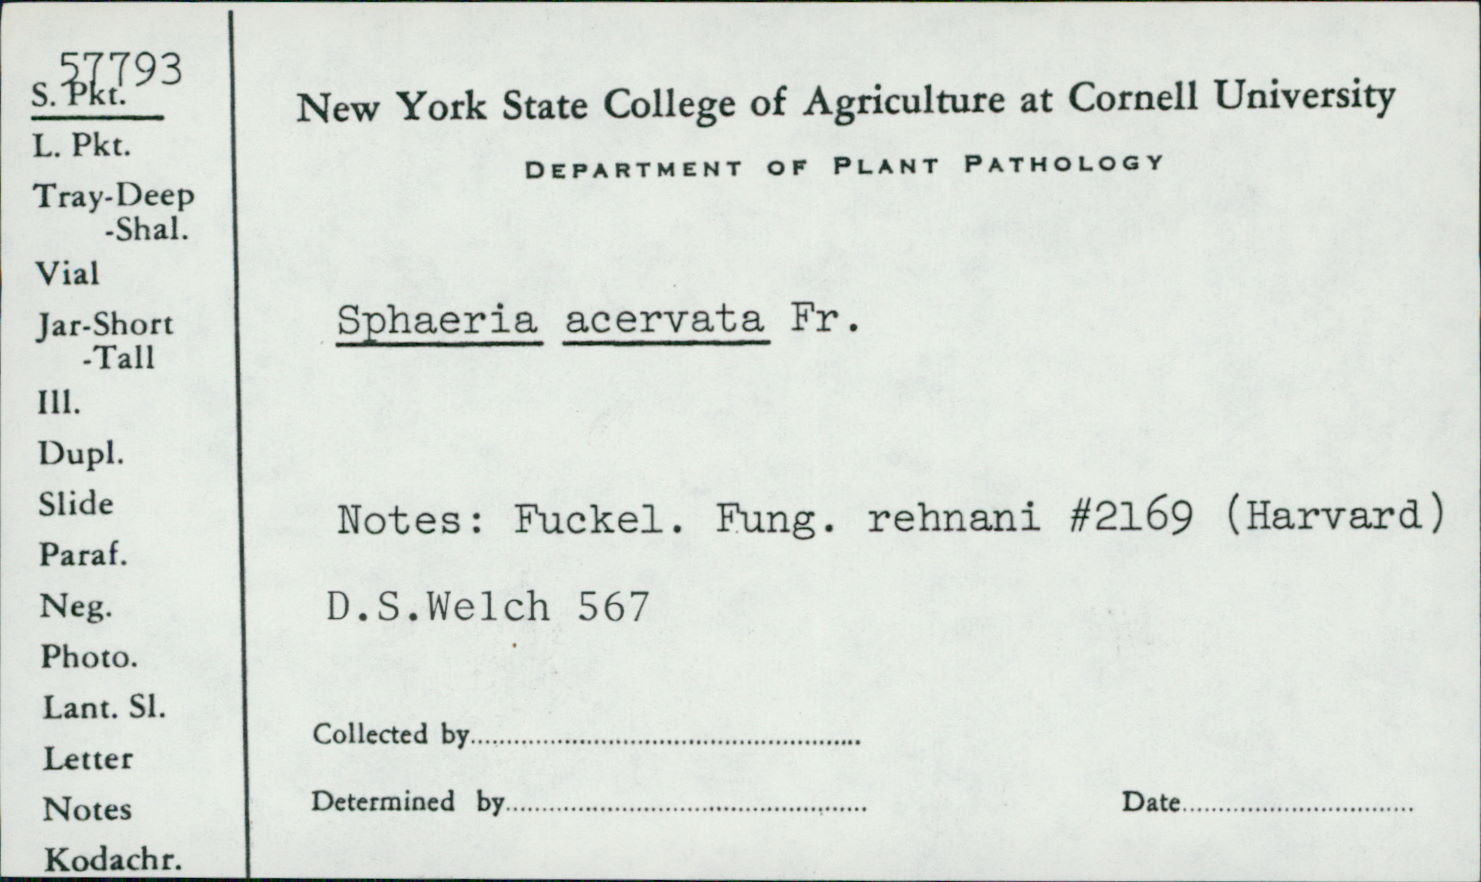 57793
S. Pkt.
L. Pkt.
Tray-Deep
-Shal.
Vial
Jar-Short
-Tall
Ill.
Dupl.
Slide
Paraf.
Neg.
Photo.
Lant. Sl.
Letter
Notes
Kodachr.
New York State College of Agriculture at Cornell University
DEPARTMENT OF PLANT PATHOLOGY
Sphaeria acervata Fr.
Notes: Fuckel. Fung. rehnani #2169 (Harvard)
D.S.Welch 567
Collected by
Determined by
Date